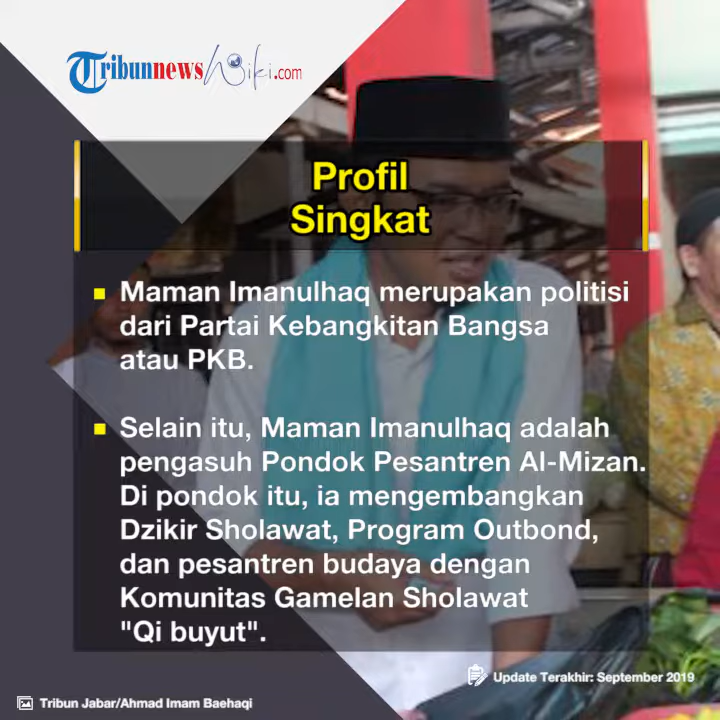 TribunnewsWiki.com
Profil
Singkat
Maman Imanulhaq merupakan politisi
dari Partai Kebangkitan Bangsa
atau PKB.
Selain itu, Maman Imanulhaq adalah
pengasuh Pondok Pesantren Al-Mizan.
Di pondok itu, ia mengembangkan
Dzikir Sholawat, Program Outbond,
dan pesantren budaya dengan
Komunitas Gamelan Sholawat
"Qi buyut".
Update Terakhir: September 2019
Tribun Jabar/Ahmad Imam Baehaqi